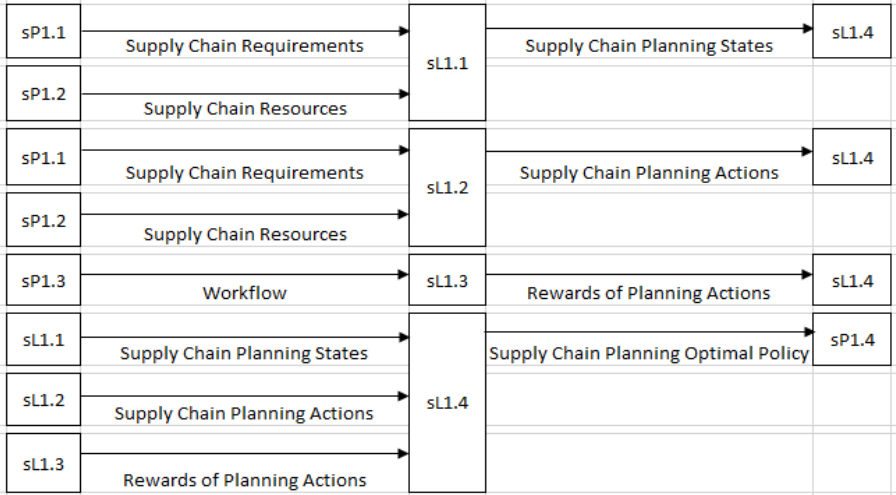 sP1.1
Supply Chain Requirements
sL1.1
Supply Chain Planning States
sL1.4
sP1.2
Supply Chain Resources
sP1.1
Supply Chain Requirements
sL1.2
Supply Chain Planning Actions
sL1.4
sP1.2
Supply Chain Resources
sP1.3
Workflow
sL1.3
Rewards of Planning Actions
sL1.4
sL1.1
Supply Chain Planning States
sL1.4
Supply Chain Planning Optimal Policy
sP1.4
sL1.2
Supply Chain Planning Actions
sL1.3
Rewards of Planning Actions